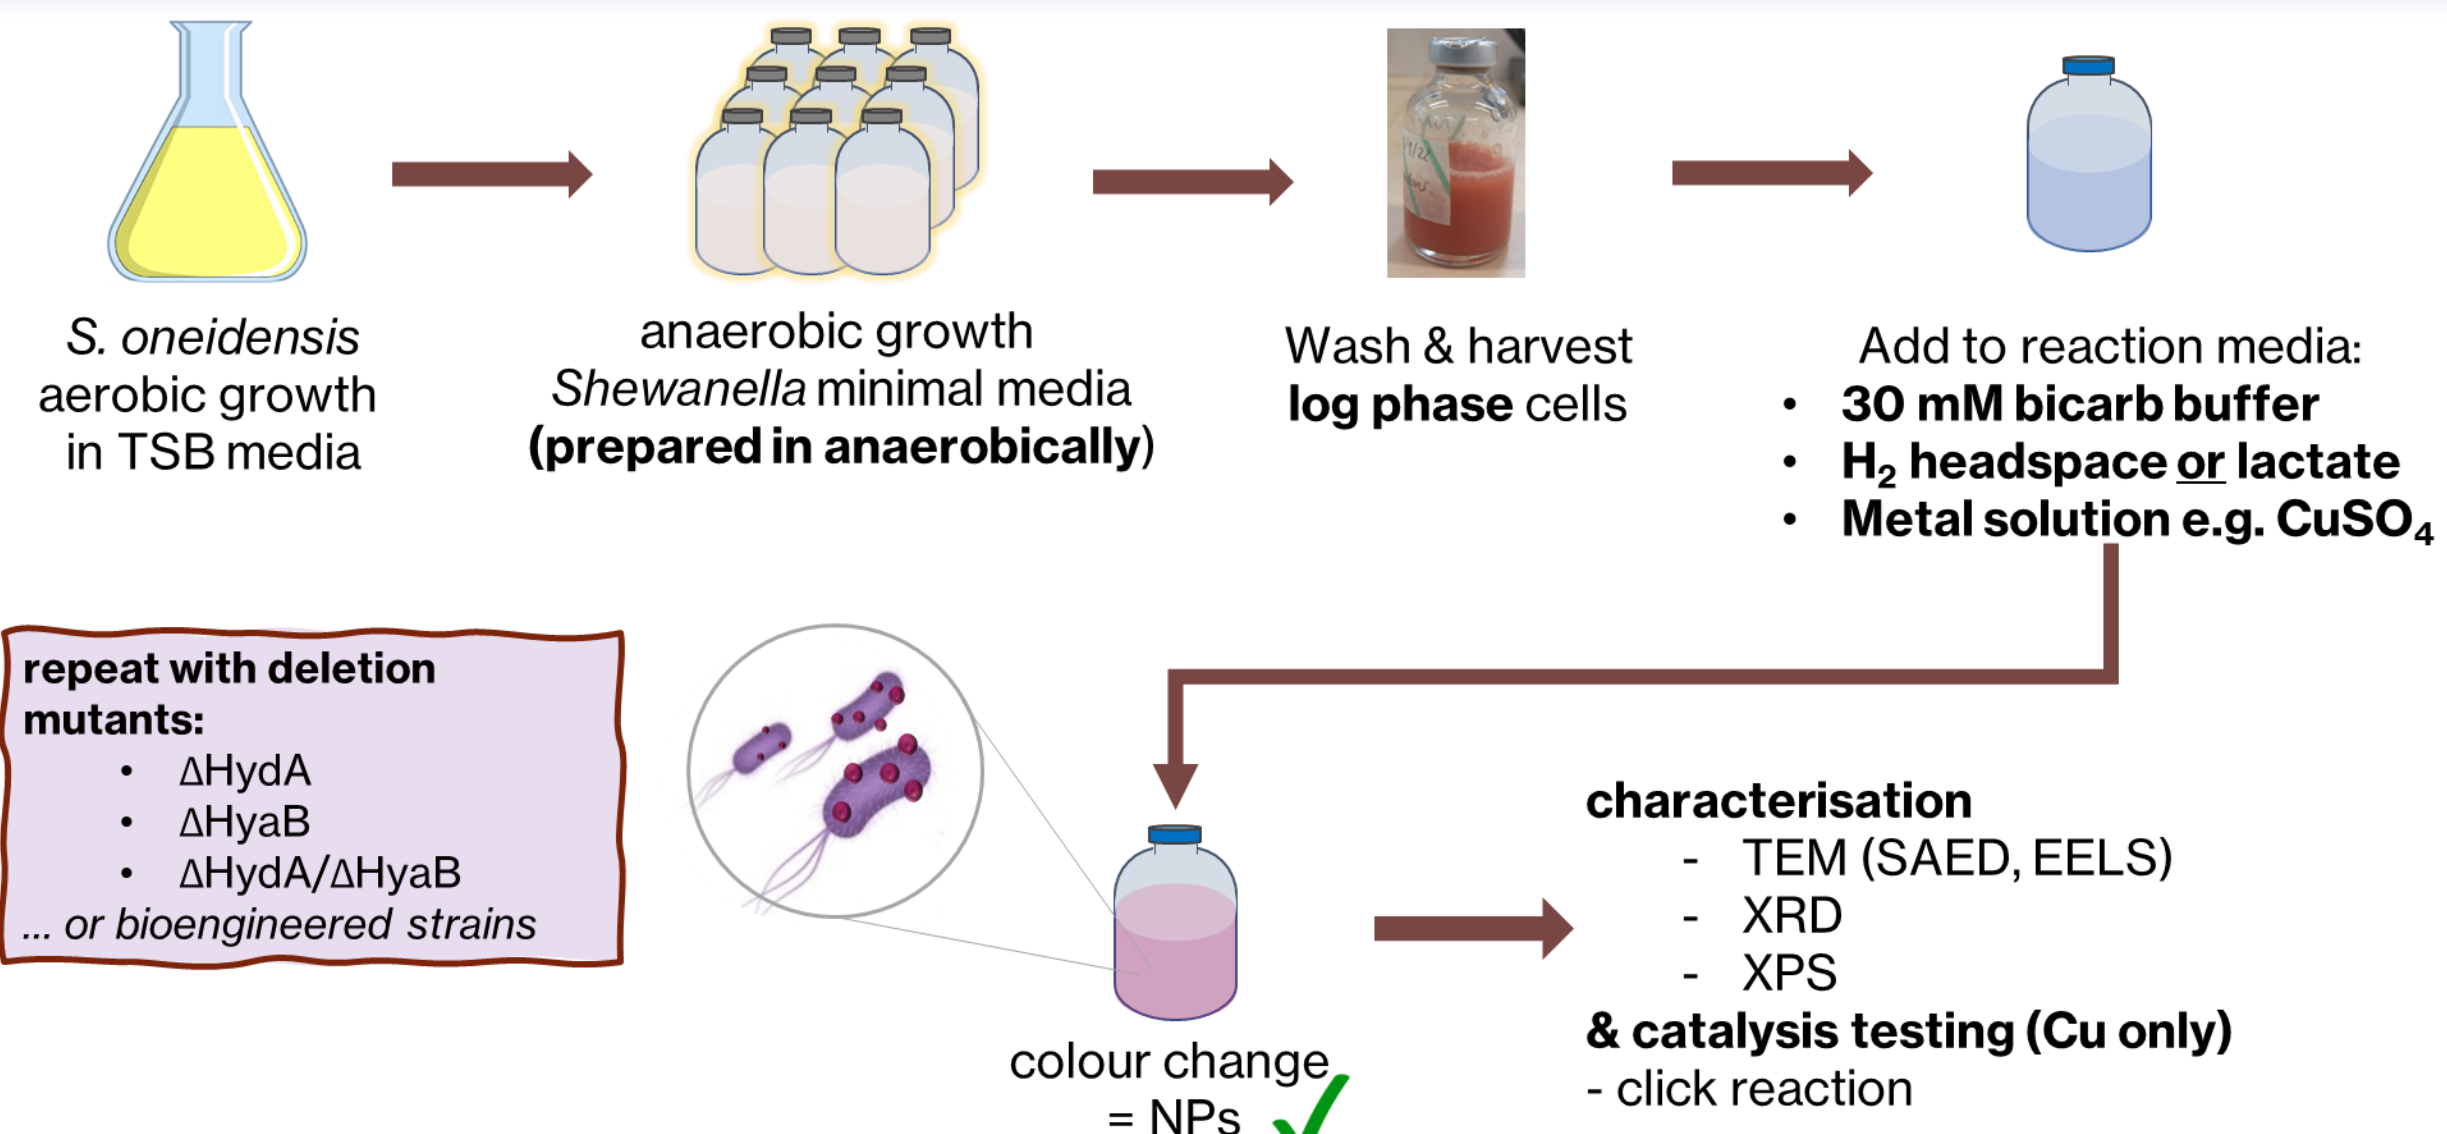 S. oneidensis
aerobic growth
in TSB media
anaerobic growth
Shewanella minimal media
(prepared in anaerobically)
Wash & harvest
log phase cells
Add to reaction media:
• 30 mM bicarb buffer
• H₂ headspace or lactate
• Metal solution e.g. CuSO₄
repeat with deletion
mutants:
• ΔHydA
• ΔHyaB
• ΔHydA/ΔHyaB
... or bioengineered strains
colour change
= NPs
characterisation
- TEM (SAED, EELS)
- XRD
- XPS
& catalysis testing (Cu only)
- click reaction